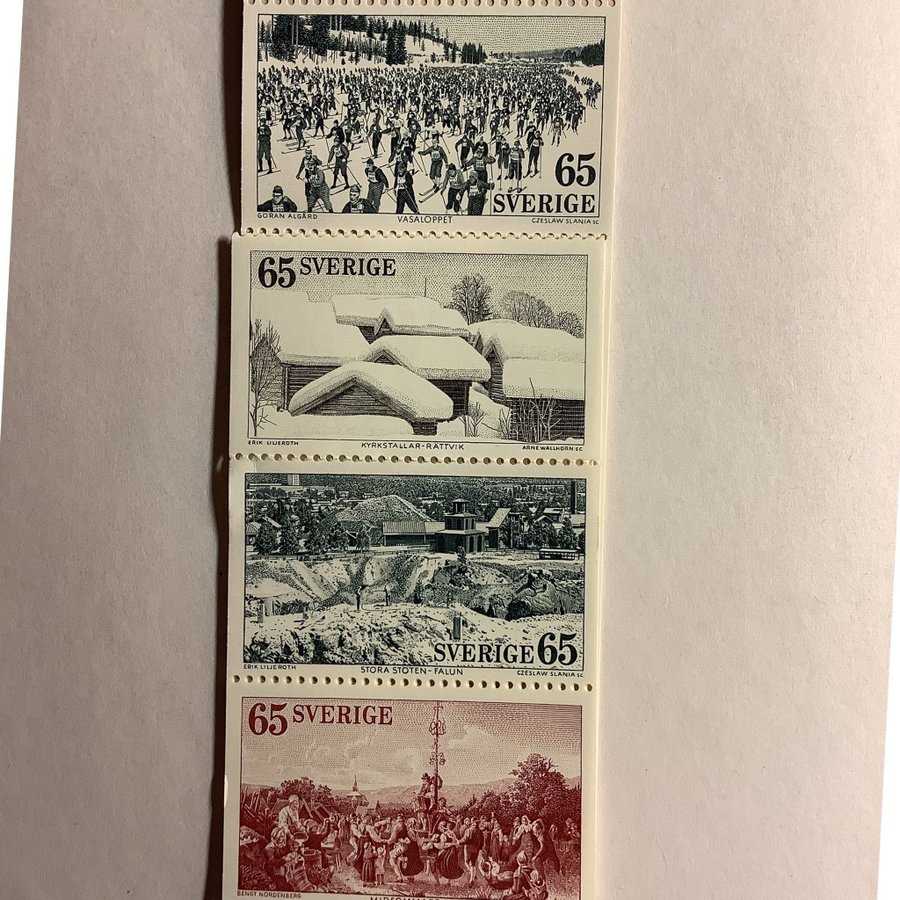 65
SVERIGE
GÖRAN ALGÅRD VASALOPPET CZESLAW SLANIA SC
65 SVERIGE
ERIK LILJEROTH KYRKSTALLAR-RÄTTVIK ARNE WALLHORN SC
SVERIGE 65
ERIK LILJEROTH STORA STÖTEN-FALUN CZESLAW SLANIA SC.
65 SVERIGE
BENGT NORDENBERG